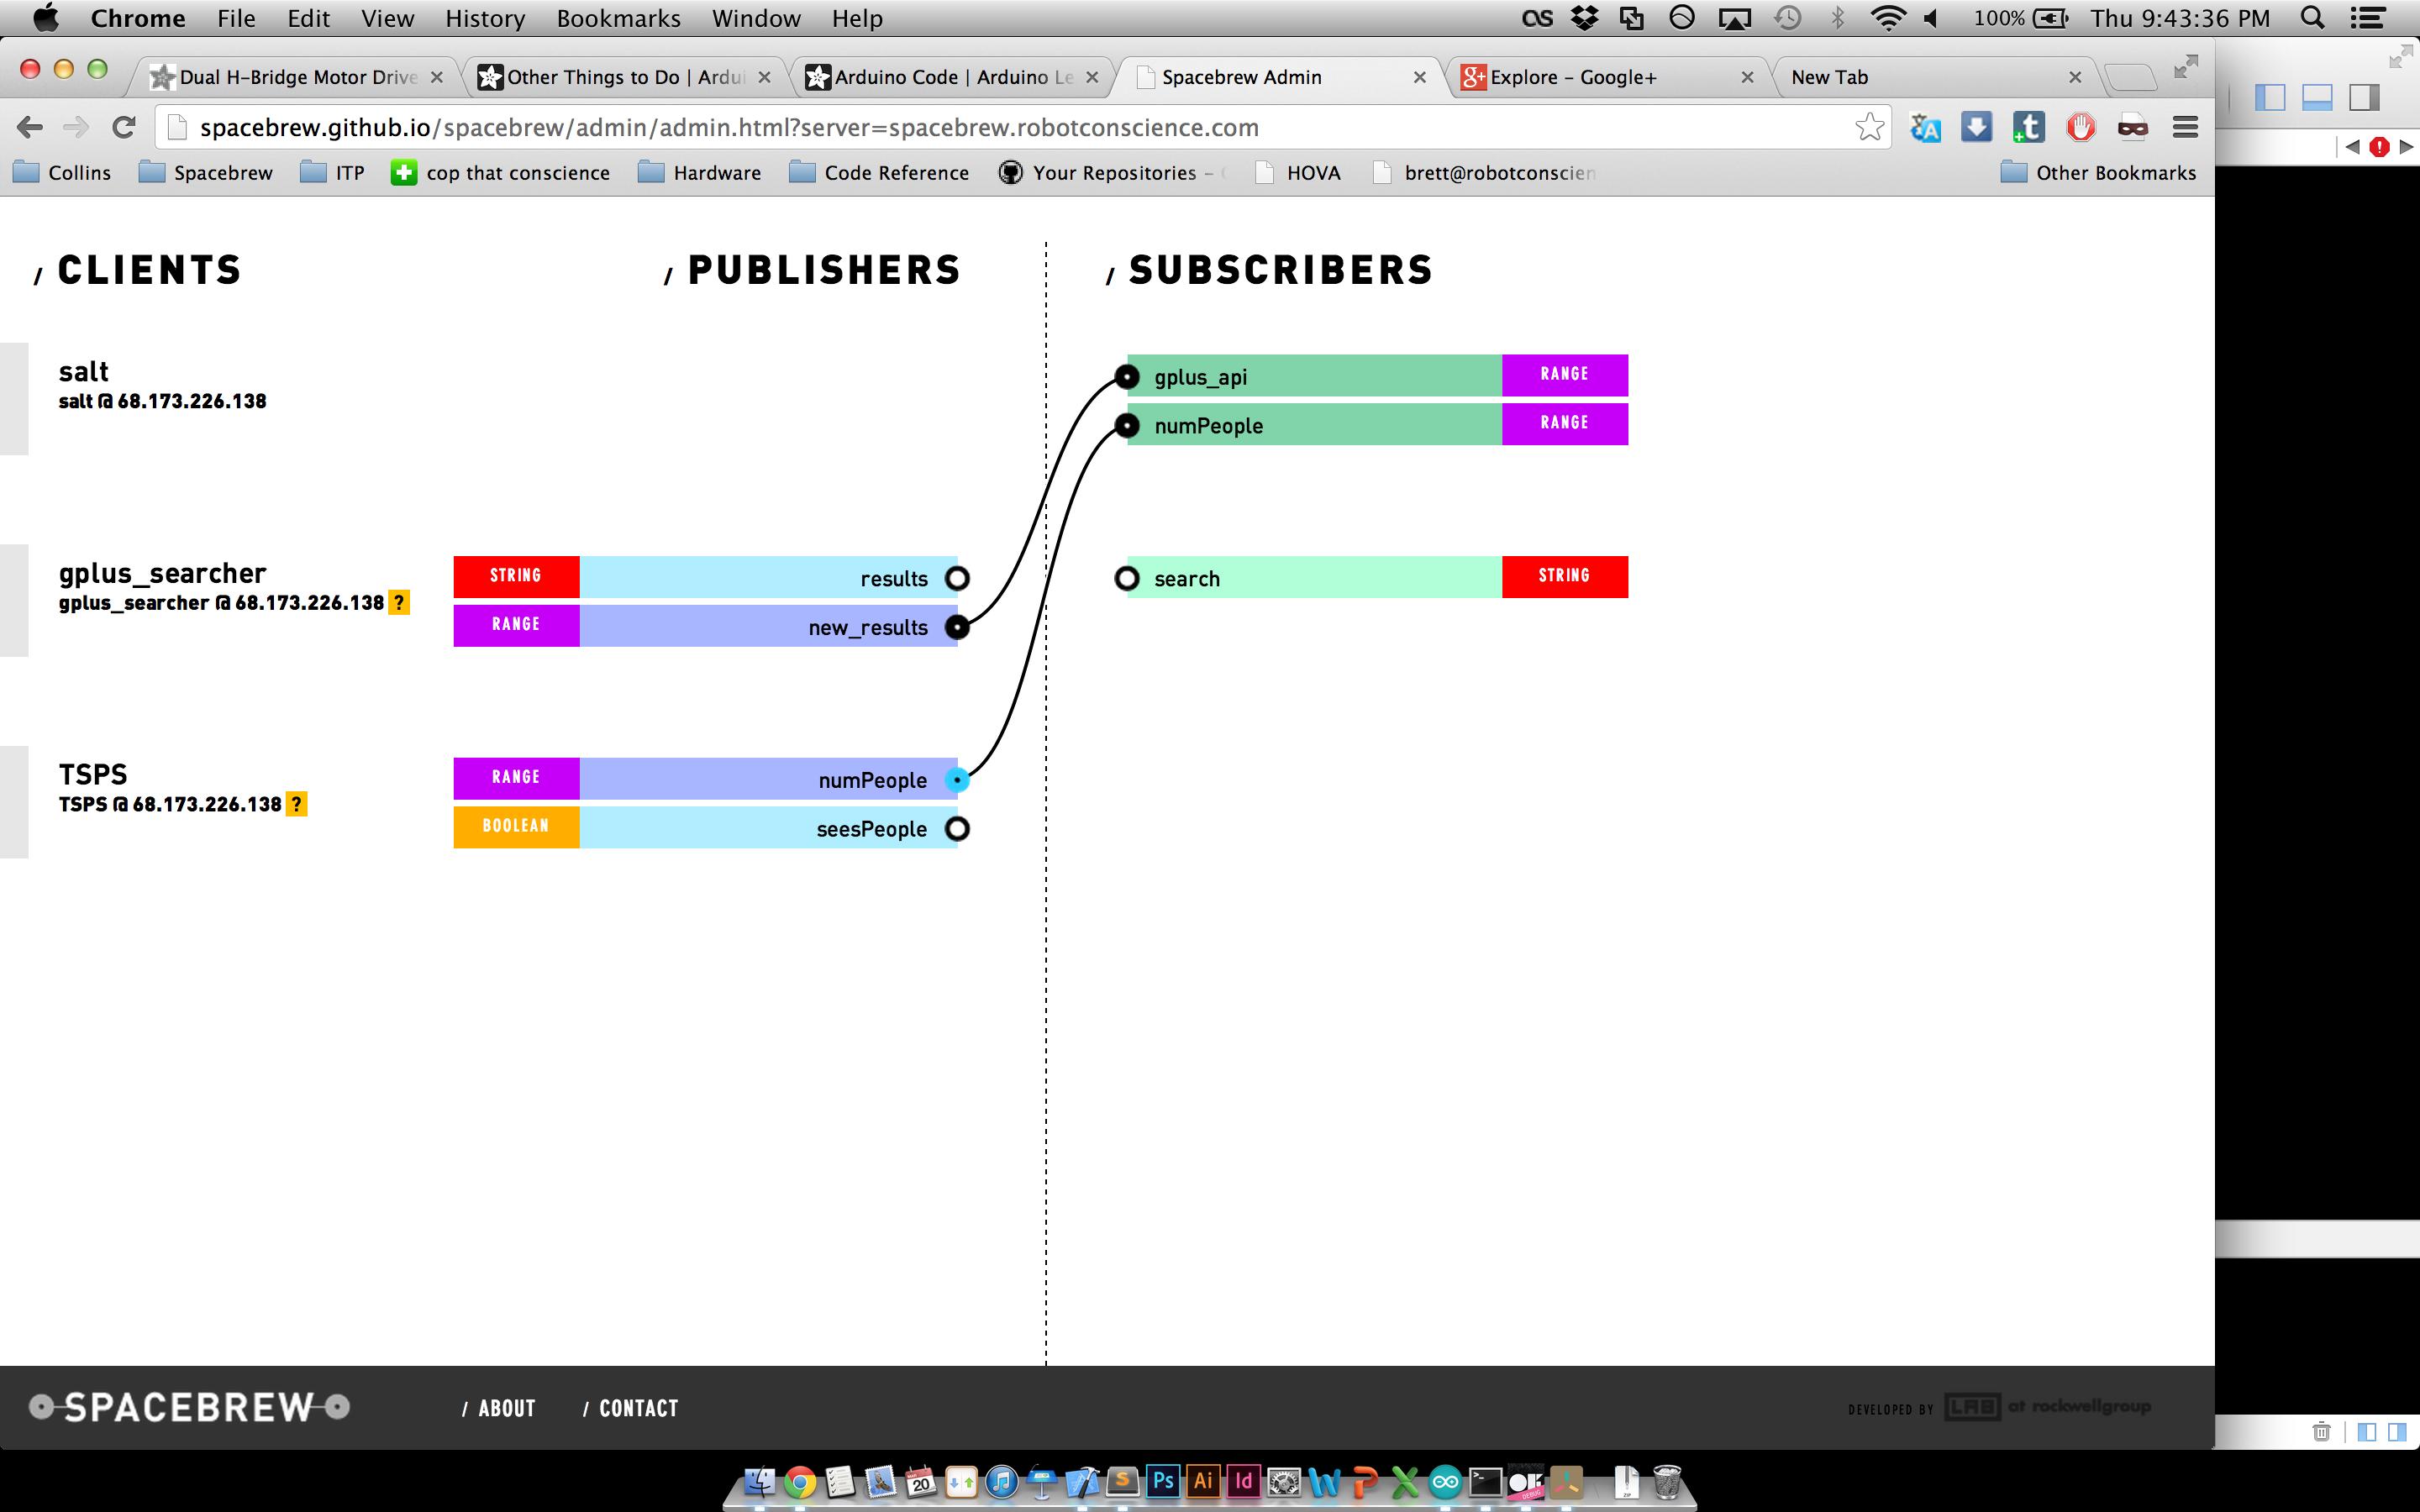 Chrome File Edit View History Bookmarks Window Help 100% Thu 9:43:36 PM
Dual H-Bridge Motor Drive Other Things to Do | Ardui Arduino Code | Arduino Le Spacebrew Admin Explore - Google+ New Tab
spacebrew.github.io/spacebrew/admin/admin.html?server=spacebrew.robotconscience.com
Collins Spacebrew ITP cop that conscience Hardware Code Reference Your Repositories – HOVA brett@robotconscien Other Bookmarks
/ CLIENTS / PUBLISHERS / SUBSCRIBERS
salt
salt @ 68.173.226.138
gplus_api RANGE
numPeople RANGE
gplus_searcher
gplus_searcher @ 68.173.226.138 ?
STRING results
RANGE new_results
search STRING
TSPS
TSPS @ 68.173.226.138 ?
RANGE numPeople
BOOLEAN seesPeople
SPACEBREW / ABOUT / CONTACT DEVELOPED BY LAB at rockwellgroup
20 Ps Ai Id